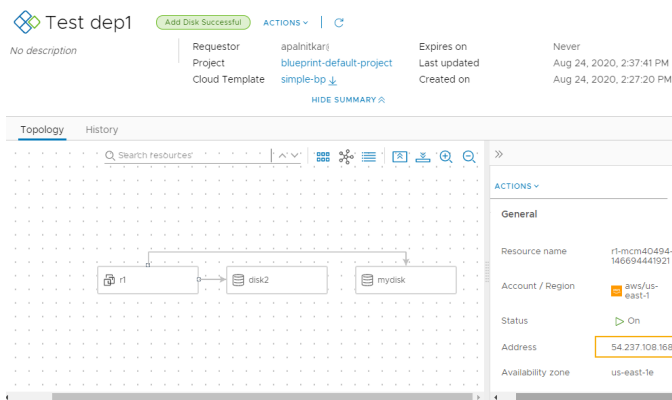 Test dep1 Add Disk Successful ACTIONS
No description
Requestor apalnitkar Expires on Never
Project blueprint-default-project Last updated Aug 24, 2020, 2:37:41 PM
Cloud Template simple-bp Created on Aug 24, 2020, 2:27:20 PM
HIDE SUMMARY
Topology History
Search resources
ACTIONS
General
Resource name r1-mcm40494-
146694441921
r1 disk2 mydisk
Account / Region aws/us-
east-1
Status On
Address 54.237.108.168
Availability zone us-east-1e